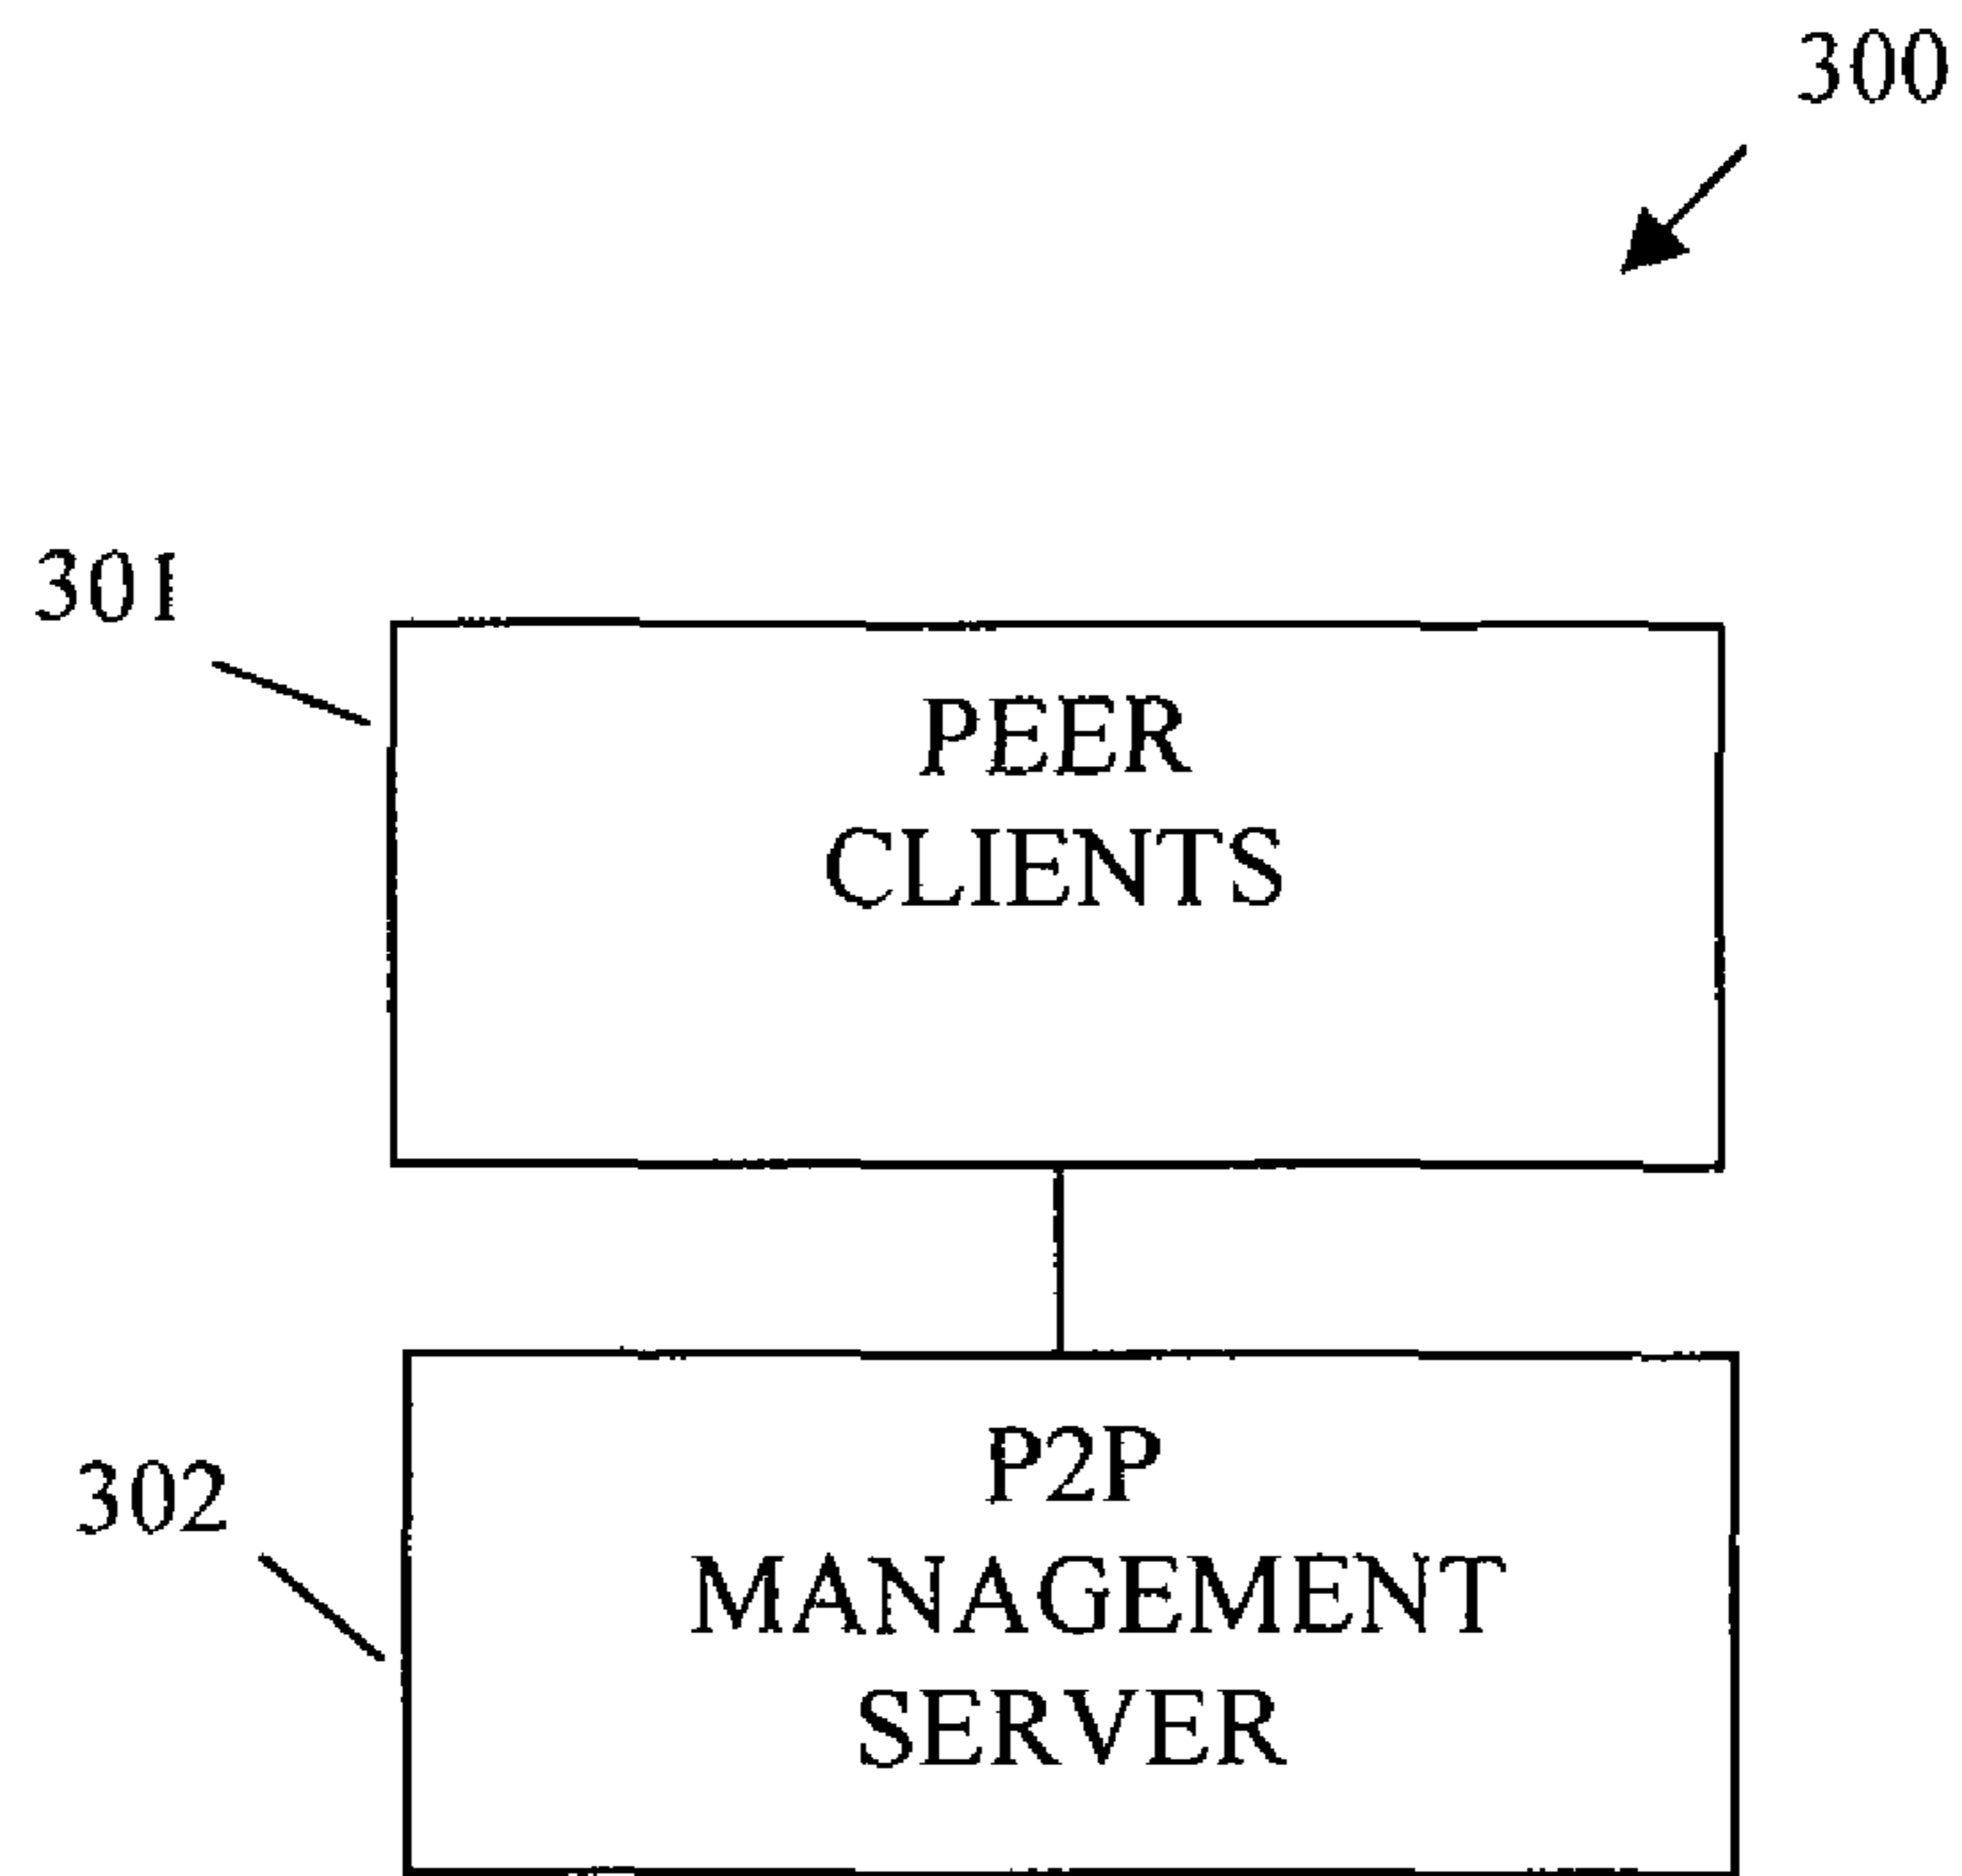 300
301
PEER
CLIENTS
P2P
302
MANAGEMENT
SERVER